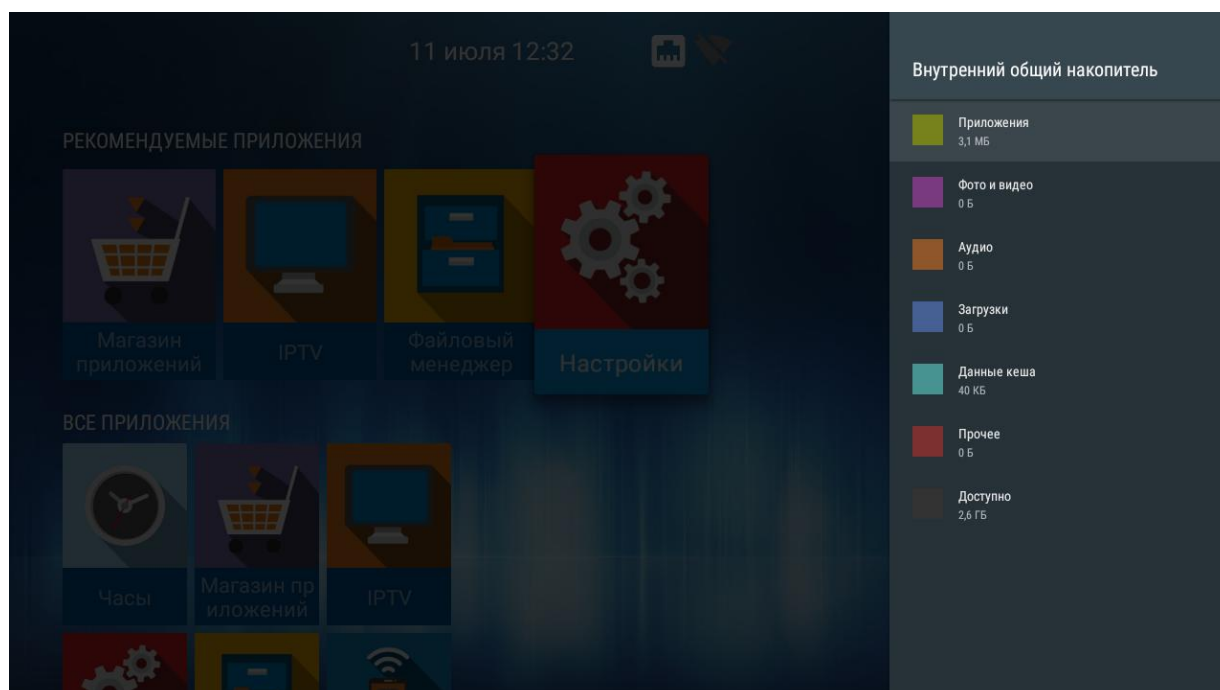 11 июля 12:32
РЕКОМЕНДУЕМЫЕ ПРИЛОЖЕНИЯ
Магазин
приложений
IPTV
Файловый
менеджер
Настройки
ВСЕ ПРИЛОЖЕНИЯ
Часы
Магазин пр
иложений
IPTV
Внутренний общий накопитель
Приложения
3,1 МБ
Фото и видео
0 Б
Аудио
0 Б
Загрузки
0 Б
Данные кеша
40 КБ
Прочее
0 Б
Доступно
2,6 ГБ